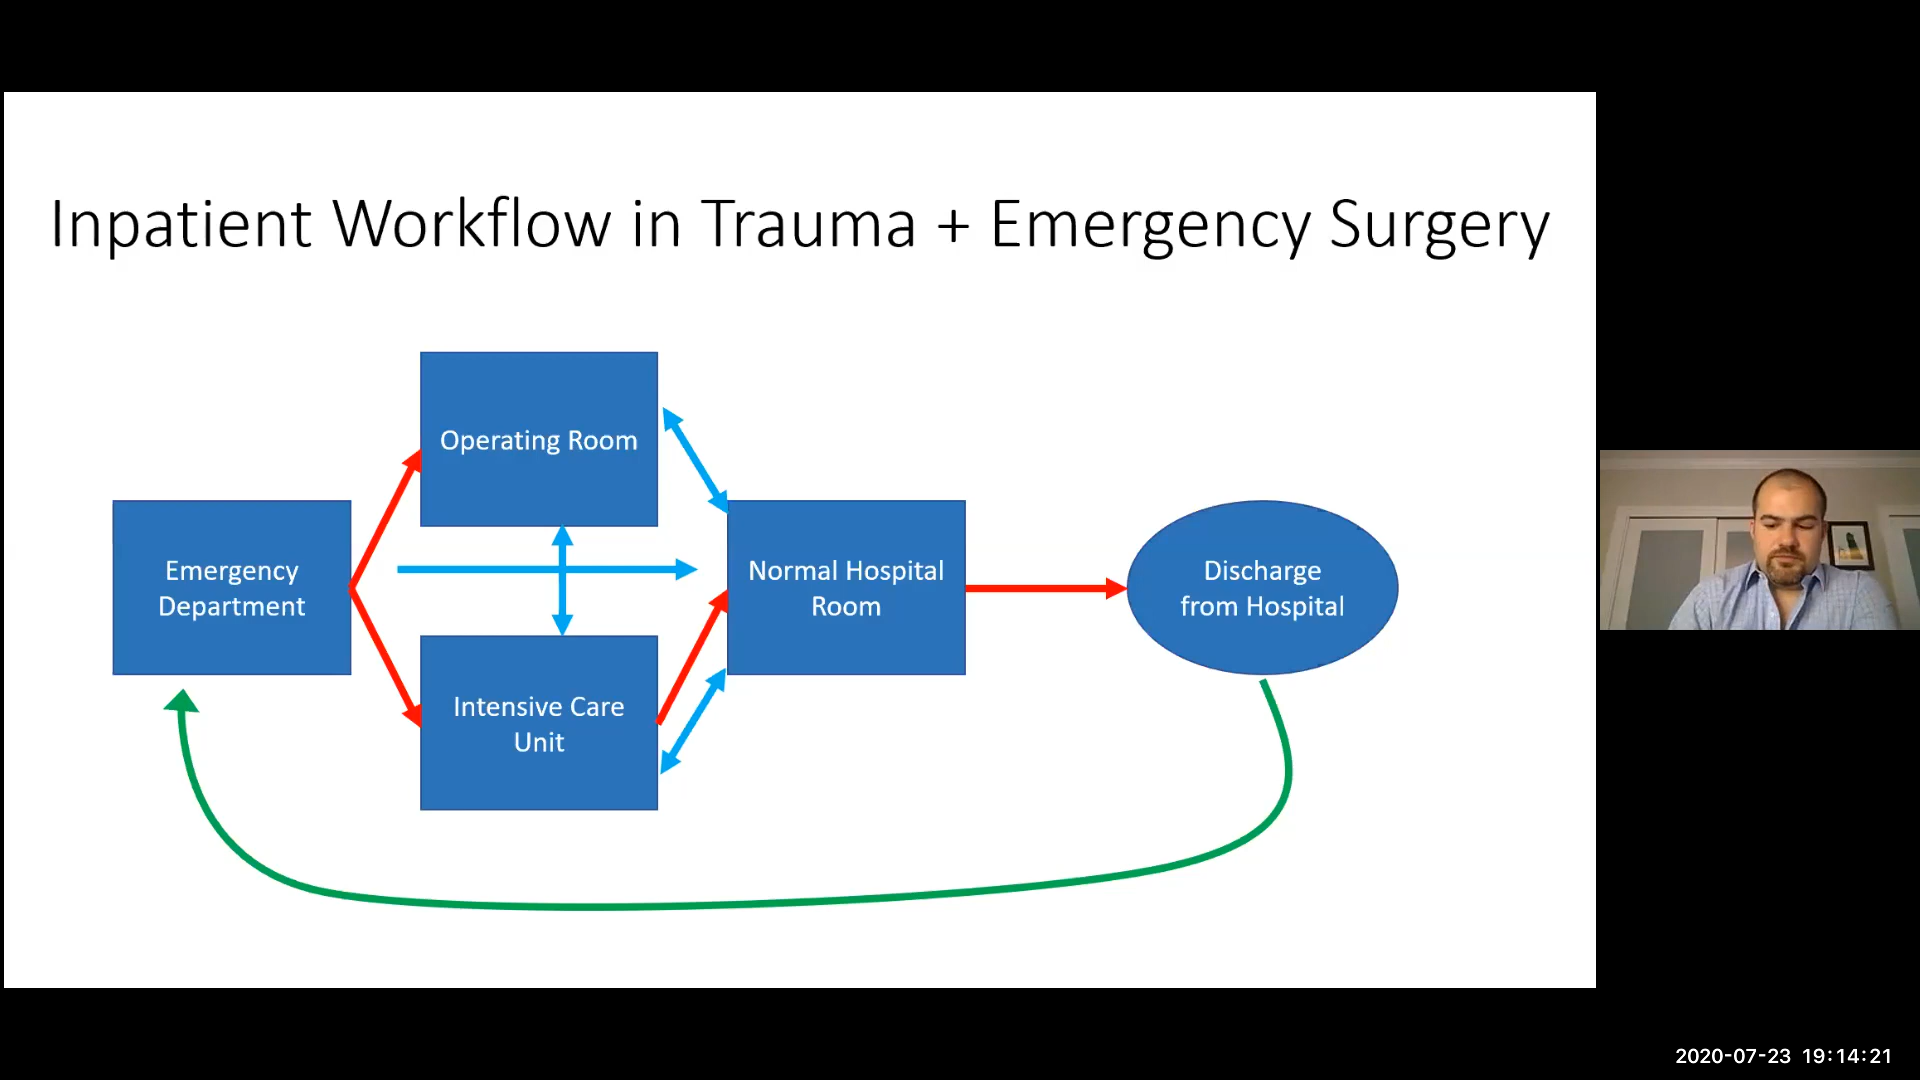 Inpatient Workflow in Trauma + Emergency Surgery
Operating Room
Emergency
Department
Normal Hospital
Room
Discharge
from Hospital
Intensive Care
Unit
2020-07-23 19:14:21